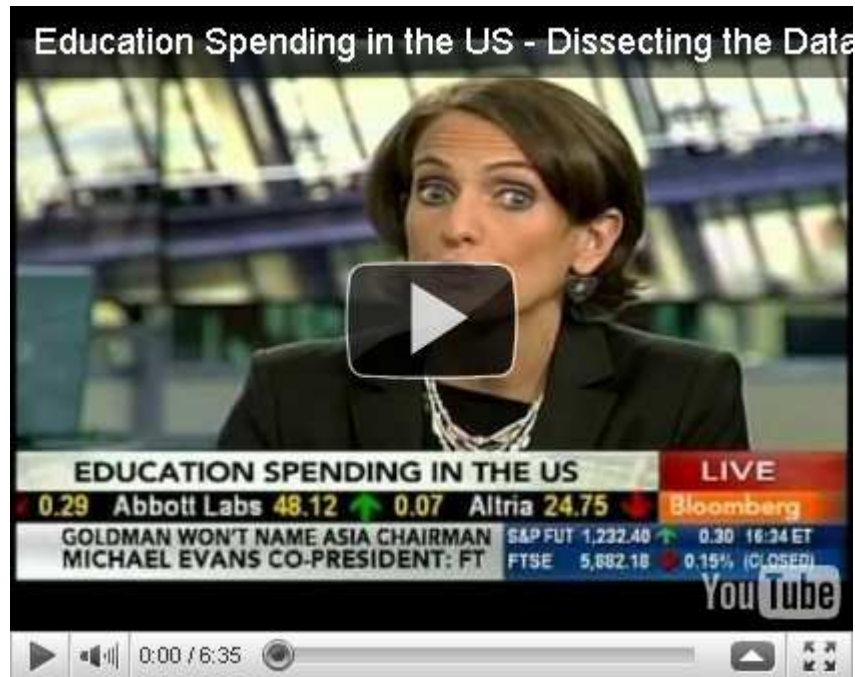 Education Spending in the US - Dissecting the Data
EDUCATION SPENDING IN THE US
LIVE
0.29 Abbott Labs 48.12 0.07 Altria 24.75
Bloomberg
GOLDMAN WON'T NAME ASIA CHAIRMAN
MICHAEL EVANS CO-PRESIDENT: FT
S&P FUT 1,232.40 0.30 16:34 ET
FTSE 5,882.18 0.15% (CLOSED)
YouTube
0:00 / 6:35